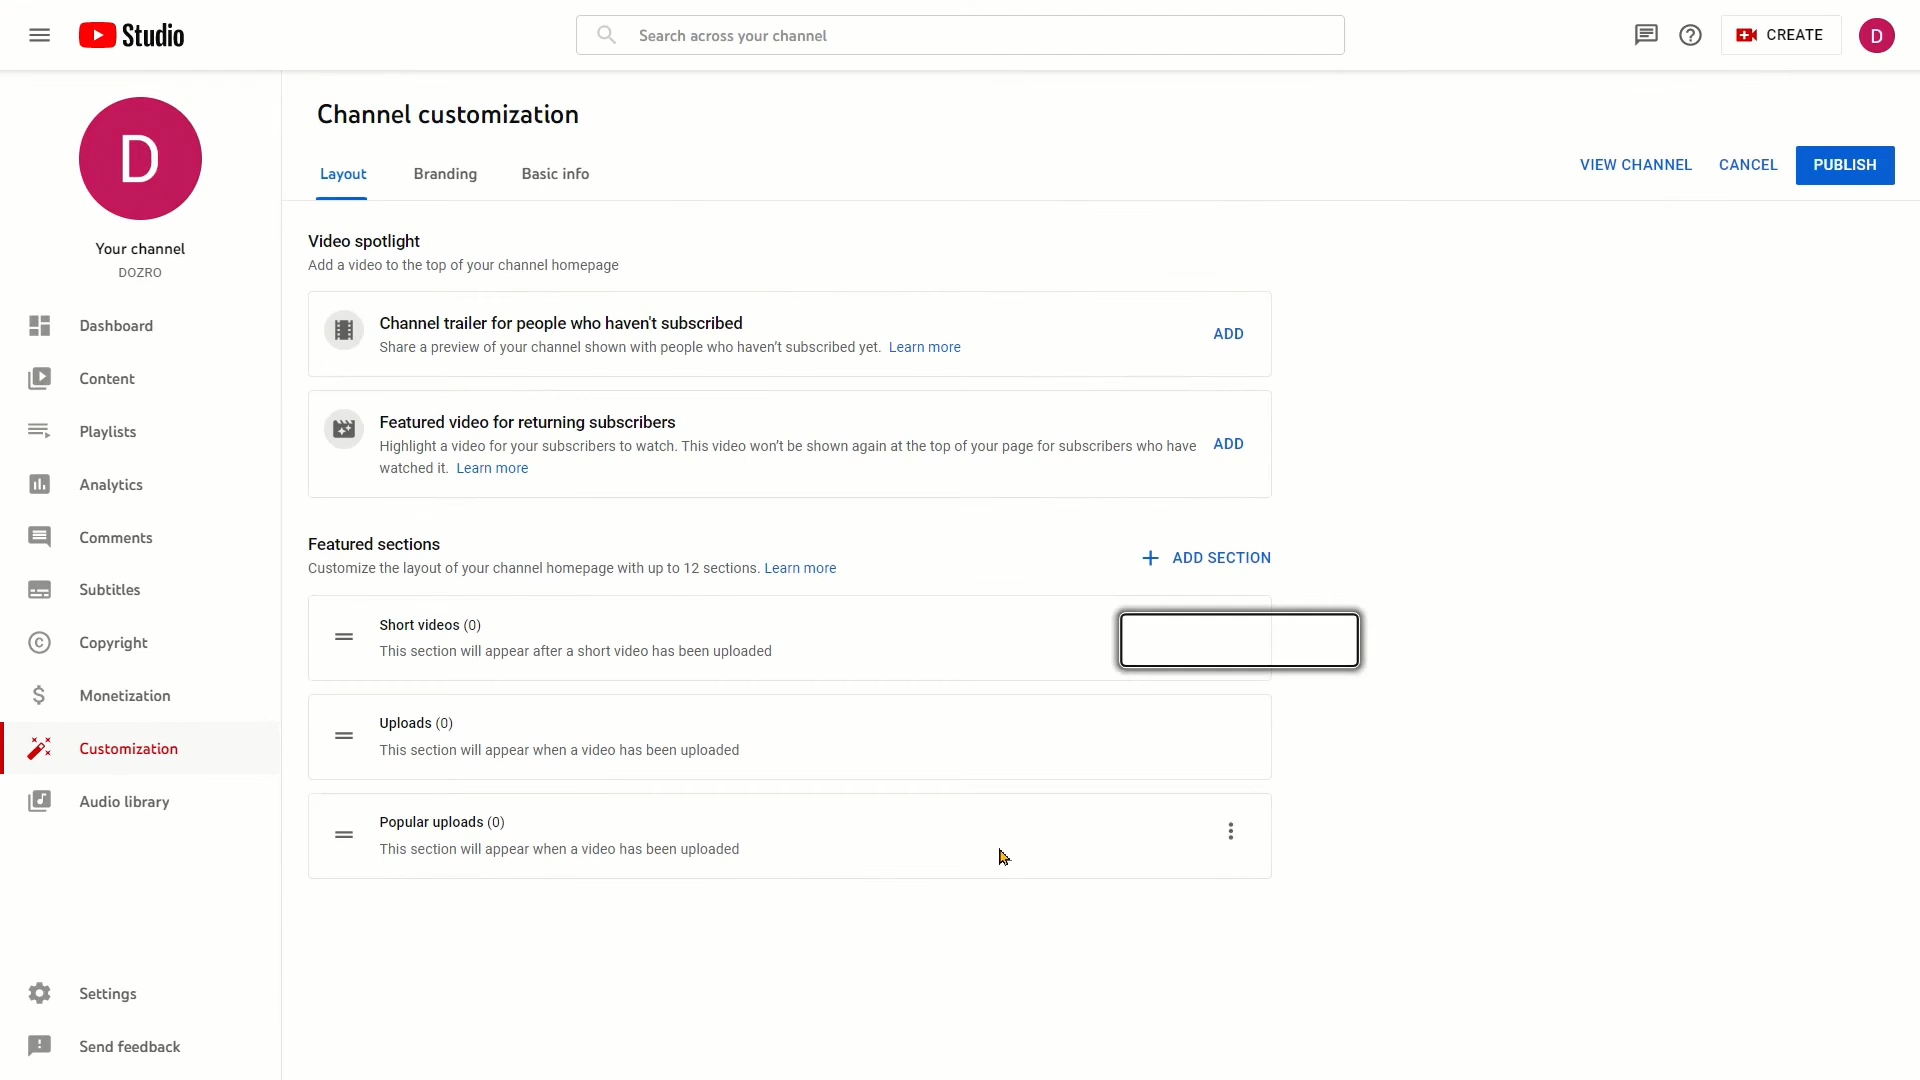 Studio
Search across your channel
CREATE
D
D
Your channel
DOZRO
Dashboard
Content
Playlists
Analytics
Comments
Subtitles
Copyright
Monetization
Customization
Audio library
Settings
Send feedback
Channel customization
Layout
Branding
Basic info
VIEW CHANNEL
CANCEL
PUBLISH
Video spotlight
Add a video to the top of your channel homepage
Channel trailer for people who haven't subscribed
Share a preview of your channel shown with people who haven’t subscribed yet. Learn more
ADD
Featured video for returning subscribers
Highlight a video for your subscribers to watch. This video won’t be shown again at the top of your page for subscribers who have
watched it. Learn more
ADD
Featured sections
Customize the layout of your channel homepage with up to 12 sections. Learn more
ADD SECTION
Short videos (0)
This section will appear after a short video has been uploaded
Uploads (0)
This section will appear when a video has been uploaded
Popular uploads (0)
This section will appear when a video has been uploaded